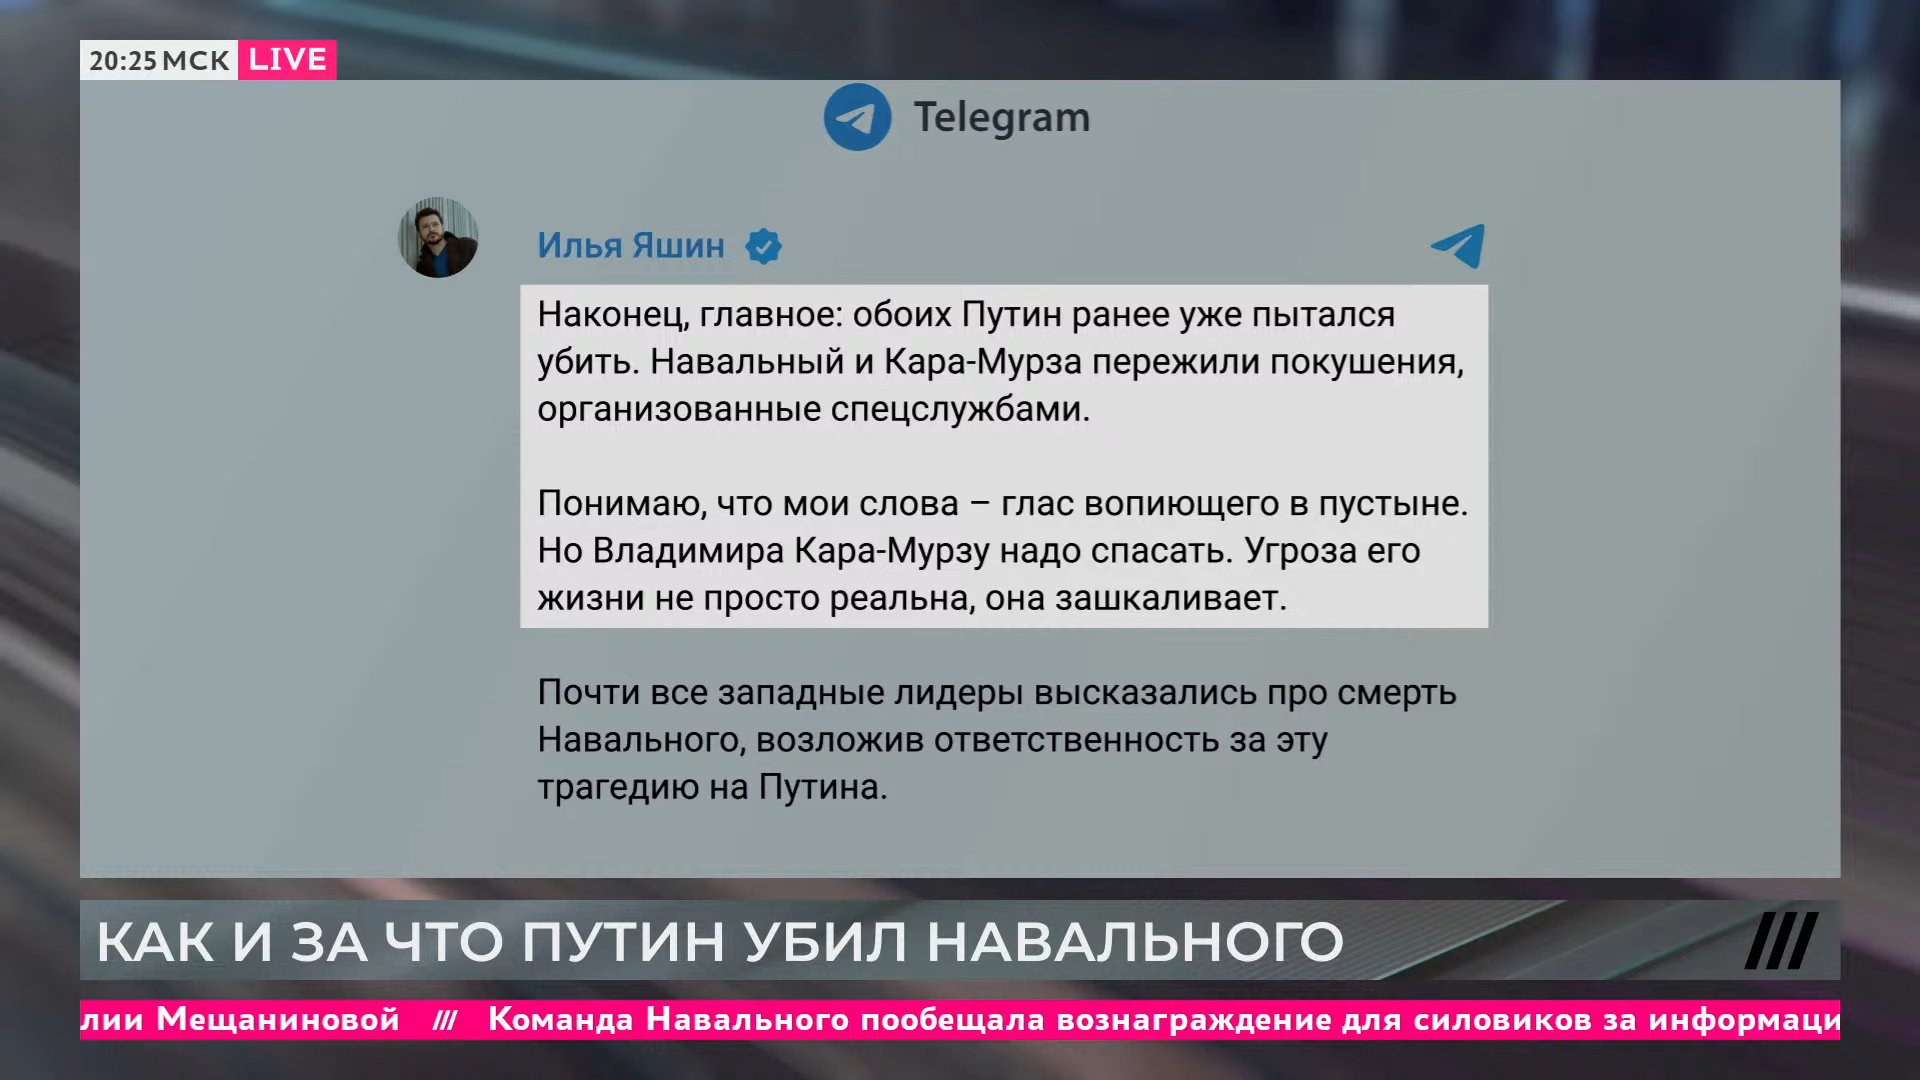 20:25 МСК LIVE
Telegram
Илья Яшин
Наконец, главное: обоих Путин ранее уже пытался
убить. Навальный и Кара-Мурза пережили покушения,
организованные спецслужбами.
Понимаю, что мои слова – глас вопиющего в пустыне.
Но Владимира Кара-Мурзу надо спасать. Угроза его
жизни не просто реальна, она зашкаливает.
Почти все западные лидеры высказались про смерть
Навального, возложив ответственность за эту
трагедию на Путина.
КАК И ЗА ЧТО ПУТИН УБИЛ НАВАЛЬНОГО
лии Мещаниновой /// Команда Навального пообещала вознаграждение для силовиков за информаци